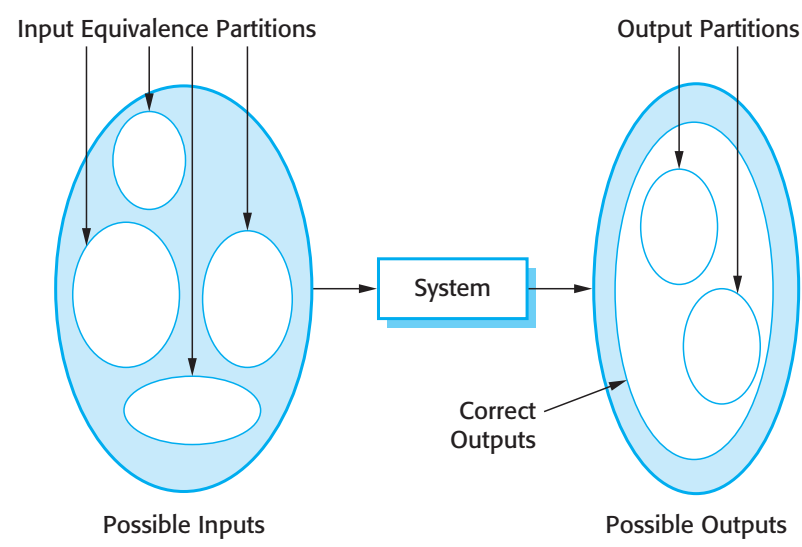 Input Equivalence Partitions
Output Partitions
System
Correct
Outputs
Possible Inputs
Possible Outputs